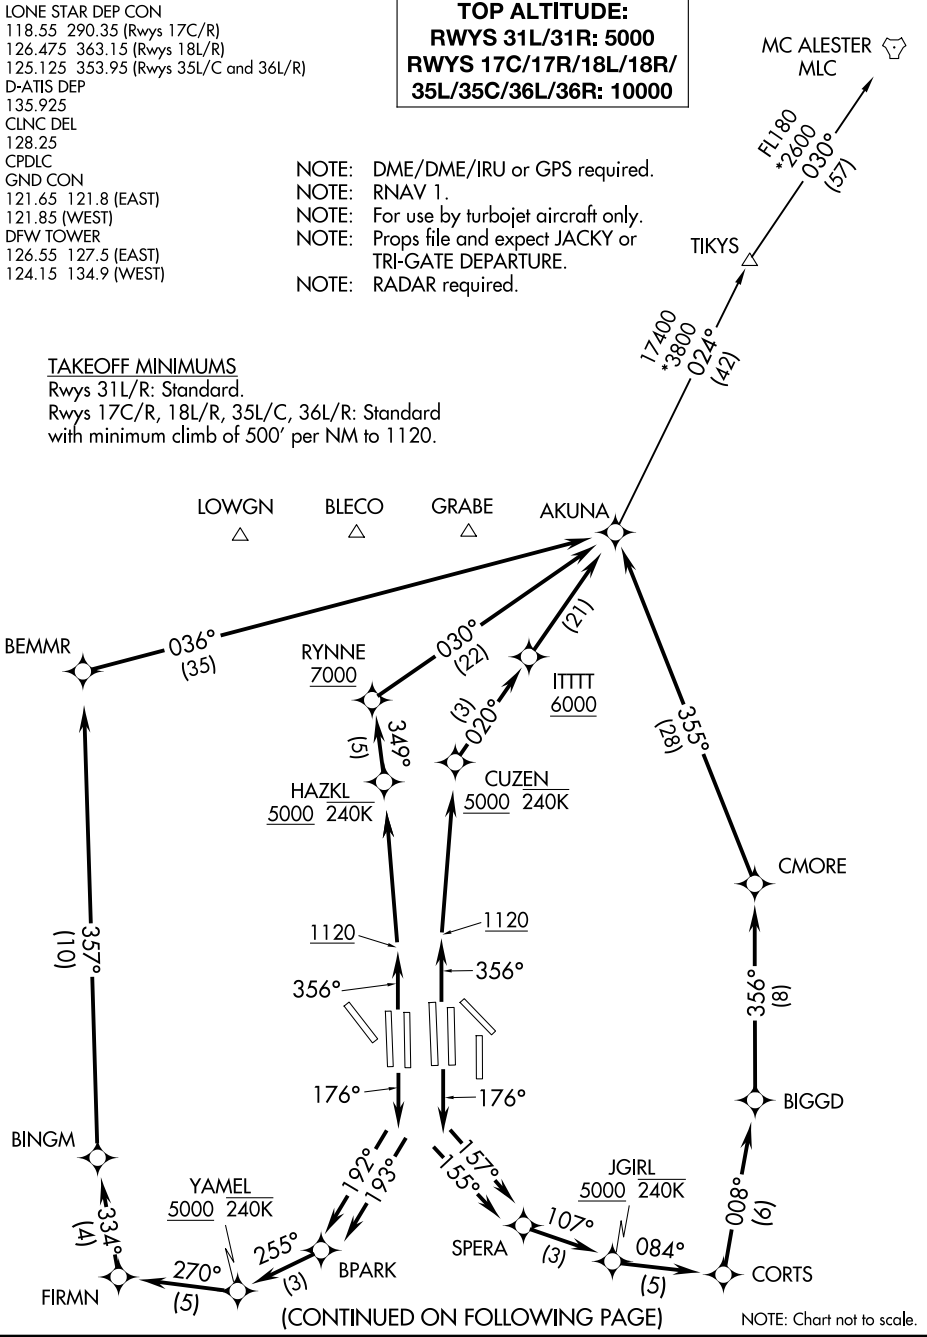 LONE STAR DEP CON
118.55 290.35 (Rwys 17C/R)
126.475 363.15 (Rwys 18L/R)
125.125 353.95 (Rwys 35L/C and 36L/R)
D-ATIS DEP
135.925
CLNC DEL
128.25
CPDLC
GND CON
121.65 121.8 (EAST)
121.85 (WEST)
DFW TOWER
126.55 127.5 (EAST)
124.15 134.9 (WEST)
TOP ALTITUDE:
RWYS 31L/31R: 5000
RWYS 17C/17R/18L/18R/
35L/35C/36L/36R: 10000
MC ALESTER
MLC
FL180
*2600
030°
(57)
NOTE: DME/DME/IRU or GPS required.
NOTE: RNAV 1.
NOTE: For use by turbojet aircraft only.
NOTE: Props file and expect JACKY or
TRI-GATE DEPARTURE.
NOTE: RADAR required.
TIKYS
17400
*3800
024°
(42)
TAKEOFF MINIMUMS
Rwys 31L/R: Standard.
Rwys 17C/R, 18L/R, 35L/C, 36L/R: Standard
with minimum climb of 500' per NM to 1120.
LOWGN
BLECO
GRABE
AKUNA
BEMMR
036°
(35)
RYNNE
7000
030°
(22)
(21)
ITTTT
6000
(3)
020°
349°
(5)
HAZKL
5000 240K
CUZEN
5000 240K
355°
(28)
CMORE
1120
1120
357°
(10)
356°
356°
356°
(8)
176°
176°
BIGGD
BINGM
192°
193°
157°
155°
YAMEL
5000 240K
JGIRL
5000 240K
334°
(4)
255°
(3)
BPARK
SPERA
107°
(3)
084°
(5)
008°
(9)
CORTS
FIRMN
270°
(5)
(CONTINUED ON FOLLOWING PAGE)
NOTE: Chart not to scale.